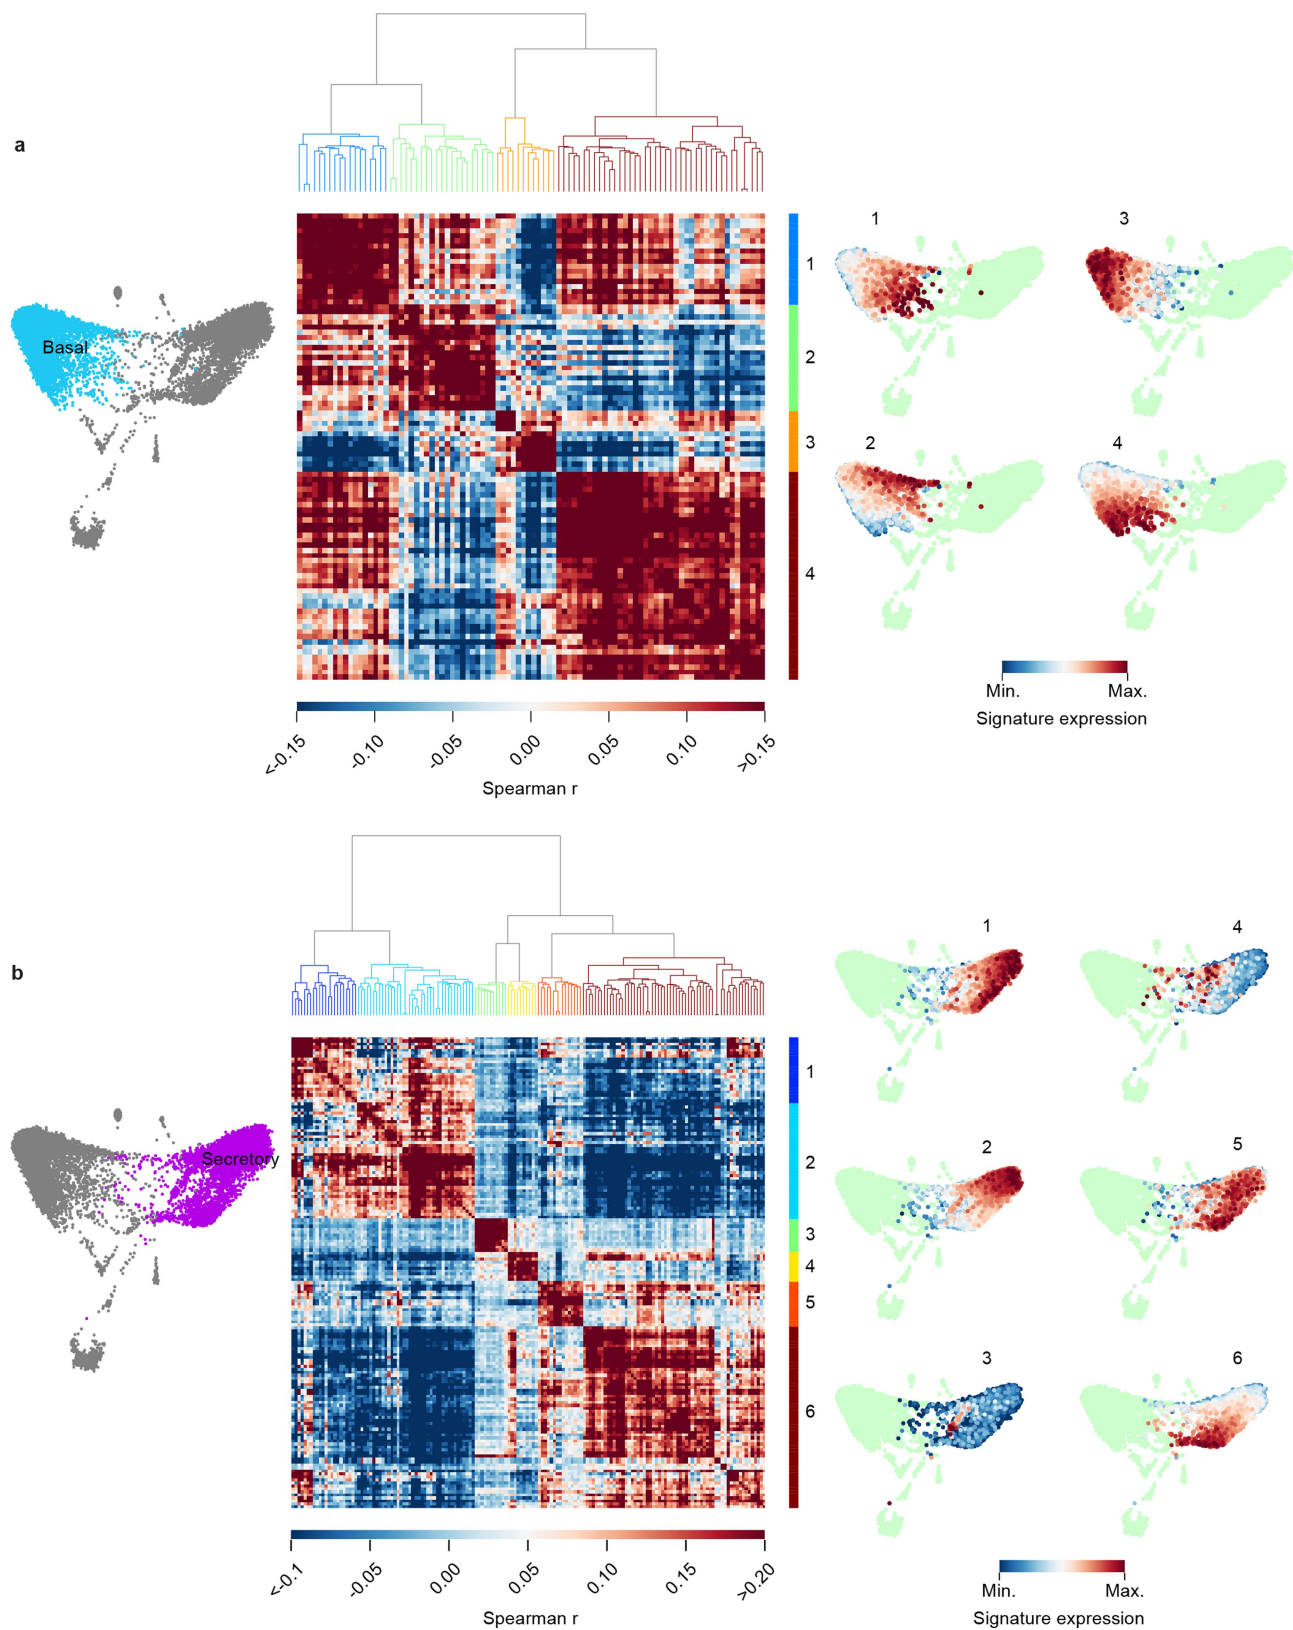 a
Basal
1
2
3
4
<-0.15
-0.10
-0.05
0.00
0.05
0.10
>0.15
Spearman r
1
3
2
4
Min.
Max.
Signature expression
b
Secretory
1
2
3
4
5
6
<-0.1
-0.05
0.00
0.05
0.10
0.15
>0.20
Spearman r
1
4
2
5
3
6
Min.
Max.
Signature expression